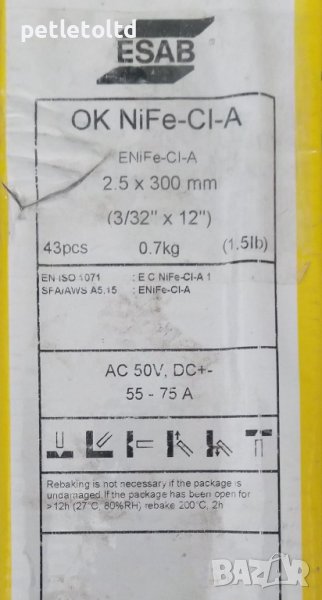 petletoltd
ESAB
OK NiFe-CI-A
ENiFe-CI-A
2.5 x 300 mm
(3/32" x 12")
43pcs 0.7kg (1.5lb)
EN ISO 1071 : E C NiFe-CI-A 1
SFA/AWS A5.15 : ENiFe-CI-A
AC 50V, DC+-
55 - 75 A
Rebaking is not necessary if the package is
undamaged. If the package has been open for
>12h (27°C, 80%RH) rebake 200°C, 2h
BAZAR